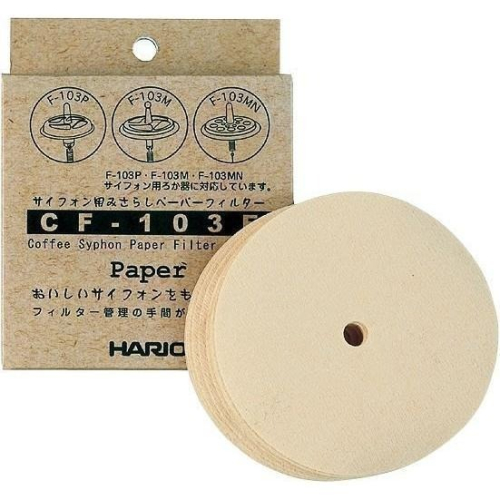 F-103P
F-103M
F-103MN
F-103P・F-103M・F-103MN
サイフォン用ろか器に対応しています。
サイフォン用みさらしペーパーフィルター
CF-103E
Coffee Syphon Paper Filter
Paper
おいしいサイフォンをも
フィルター管理の手間が
HARIO